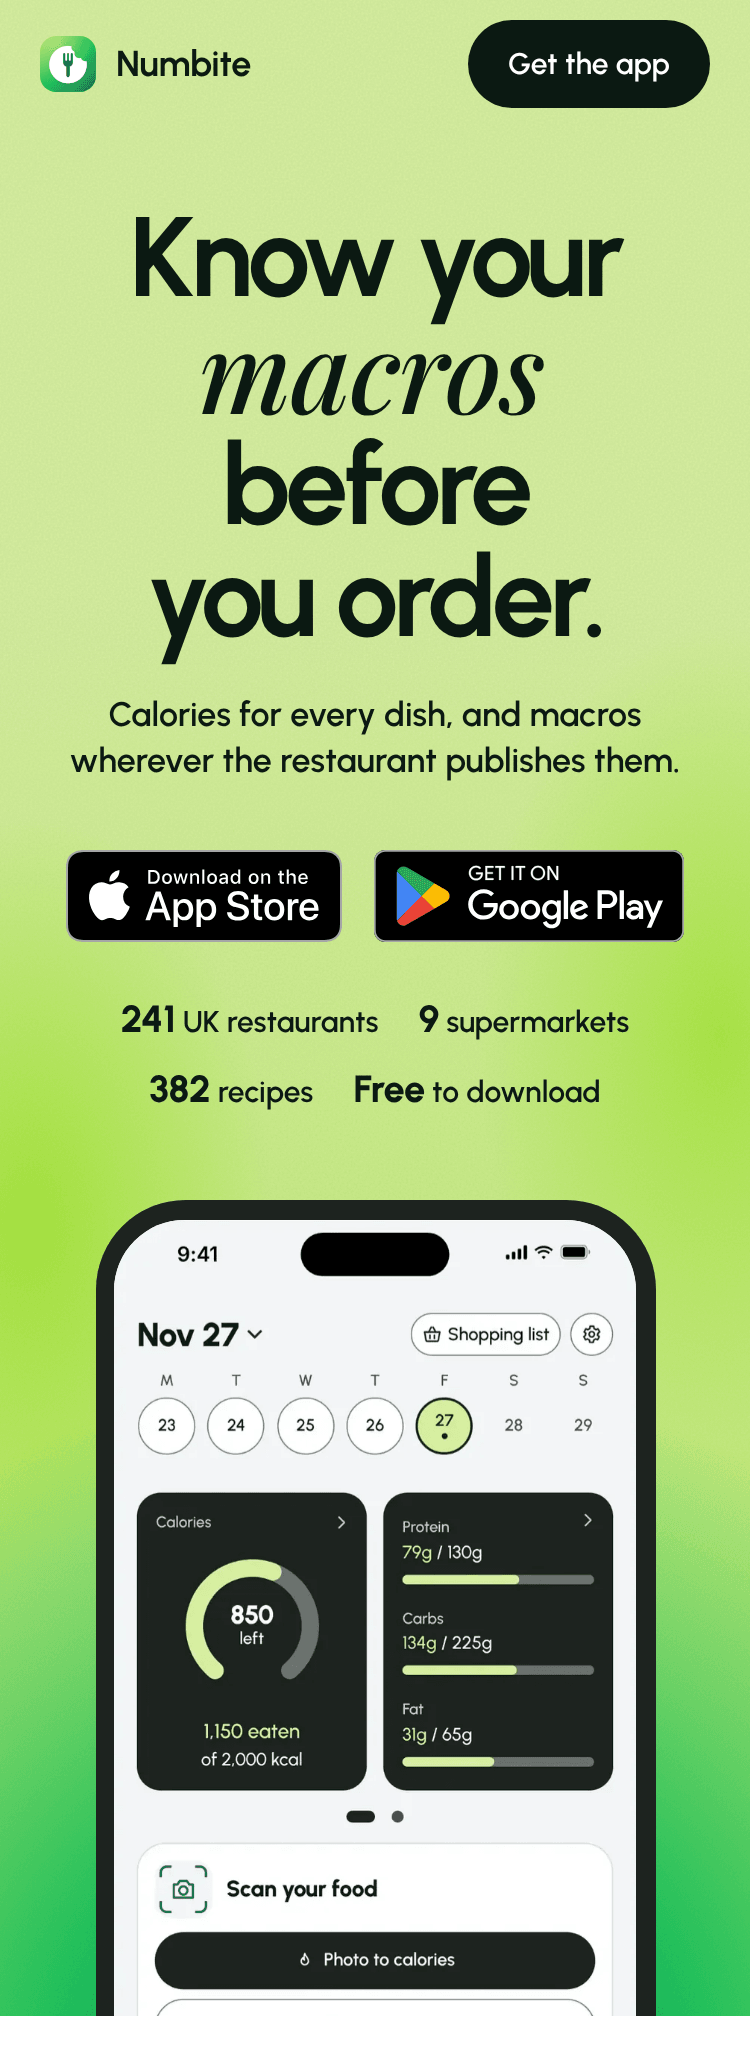 Numbite
Get the app
Know your
macros
before
you order.
Calories for every dish, and macros
wherever the restaurant publishes them.
Download on the
App Store
GET IT ON
Google Play
241 UK restaurants 9 supermarkets
382 recipes Free to download
9:41
Nov 27
Shopping list
M T W T F S S
23 24 25 26 27 28 29
Calories
850
left
1,150 eaten
of 2,000 kcal
Protein
79g / 130g
Carbs
134g / 225g
Fat
31g / 65g
Scan your food
Photo to calories